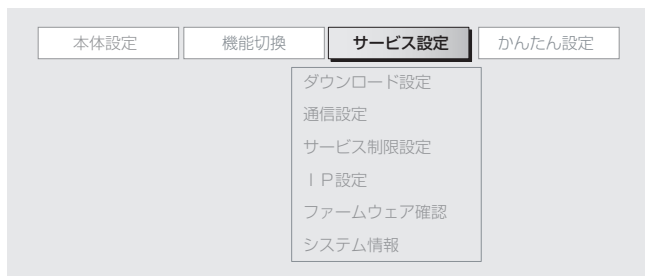 本体設定 機能切換 サービス設定 かんたん設定
ダウンロード設定
通信設定
サービス制限設定
ＩＰ設定
ファームウェア確認
システム情報